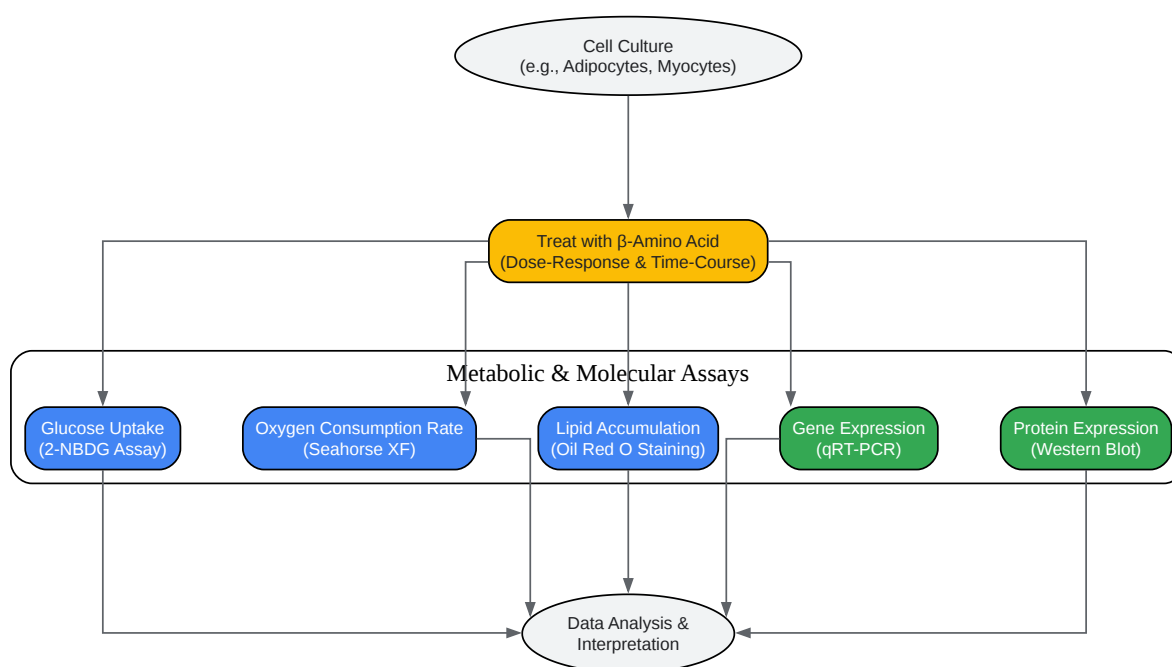 Cell Culture
(e.g., Adipocytes, Myocytes)
Treat with β-Amino Acid
(Dose-Response & Time-Course)
Metabolic & Molecular Assays
Glucose Uptake
(2-NBDG Assay)
Oxygen Consumption Rate
(Seahorse XF)
Lipid Accumulation
(Oil Red O Staining)
Gene Expression
(qRT-PCR)
Protein Expression
(Western Blot)
Data Analysis &
Interpretation